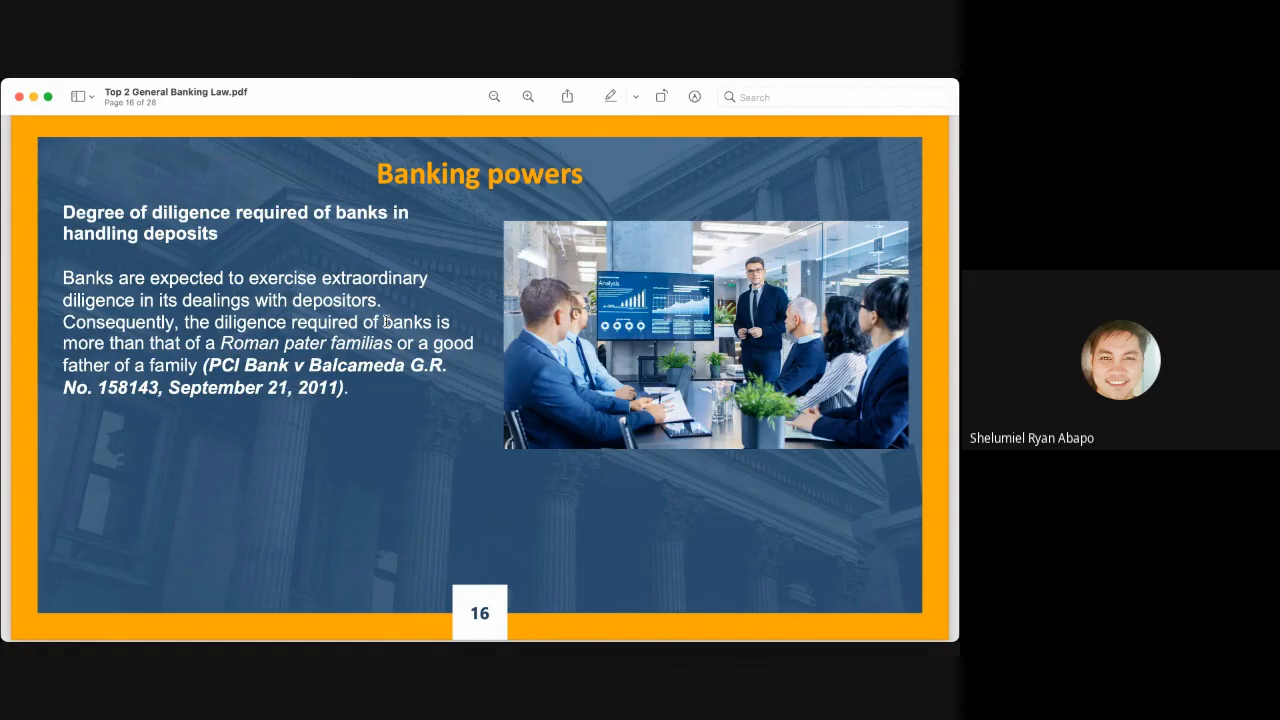 Top 2 General Banking Law.pdf
Page 16 of 28
Search
Banking powers
Degree of diligence required of banks in
handling deposits
Banks are expected to exercise extraordinary
diligence in its dealings with depositors.
Consequently, the diligence required of banks is
more than that of a Roman pater familias or a good
father of a family (PCI Bank v Balcameda G.R.
No. 158143, September 21, 2011).
Analysis
16
Shelumiel Ryan Abapo